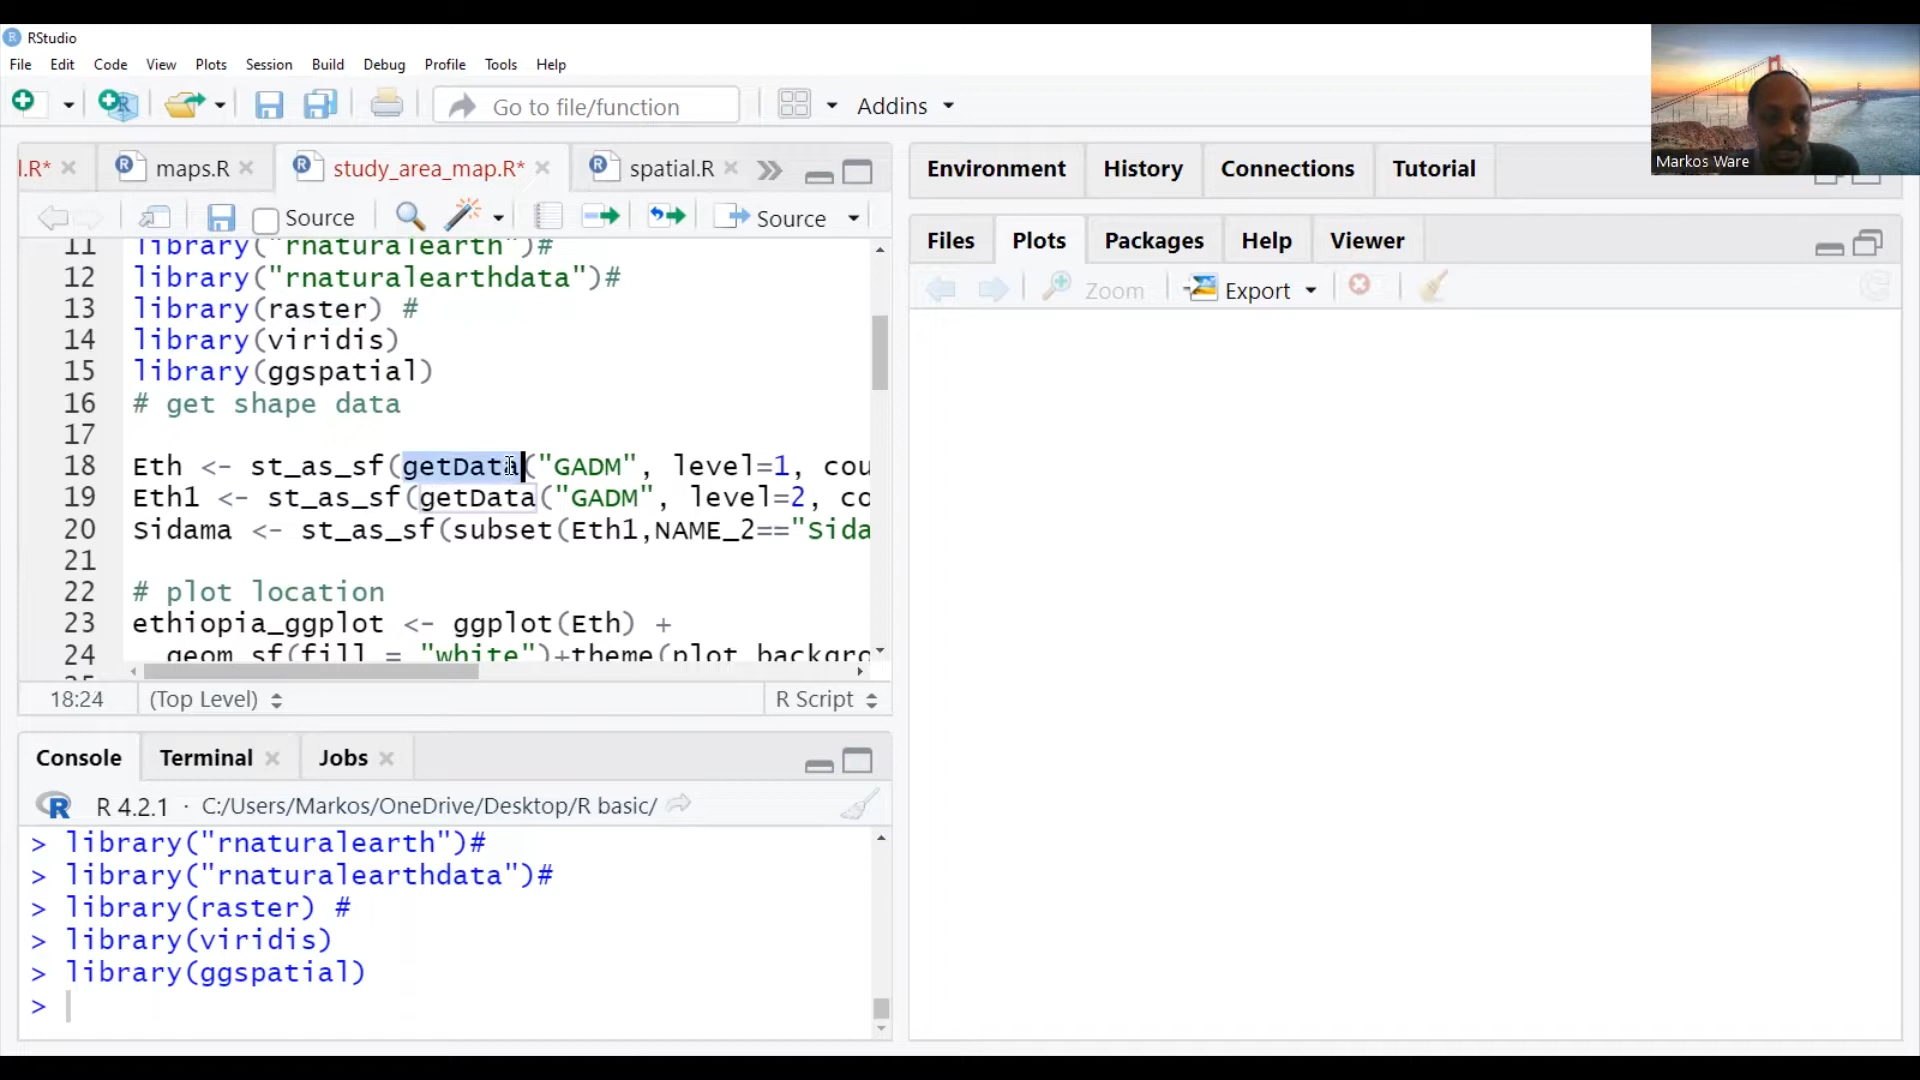 RStudio
File Edit Code View Plots Session Build Debug Profile Tools Help
Go to file/function Addins
Markos Ware
l.R* maps.R study_area_map.R* spatial.R
Source Source
11 library("rnaturalearth")#
12 library("rnaturalearthdata")#
13 library(raster) #
14 library(viridis)
15 library(ggspatial)
16 # get shape data
17
18 Eth <- st_as_sf(getData("GADM", level=1, cou
19 Eth1 <- st_as_sf(getData("GADM", level=2, co
20 Sidama <- st_as_sf(subset(Eth1,NAME_2=="Sida
21
22 # plot location
23 ethiopia_ggplot <- ggplot(Eth) +
24 geom_sf(fill = "white")+theme(plot.backgro
18:24 (Top Level) R Script
Console Terminal Jobs
R 4.2.1 · C:/Users/Markos/OneDrive/Desktop/R basic/
> library("rnaturalearth")#
> library("rnaturalearthdata")#
> library(raster) #
> library(viridis)
> library(ggspatial)
>
Environment History Connections Tutorial
Files Plots Packages Help Viewer
Zoom Export